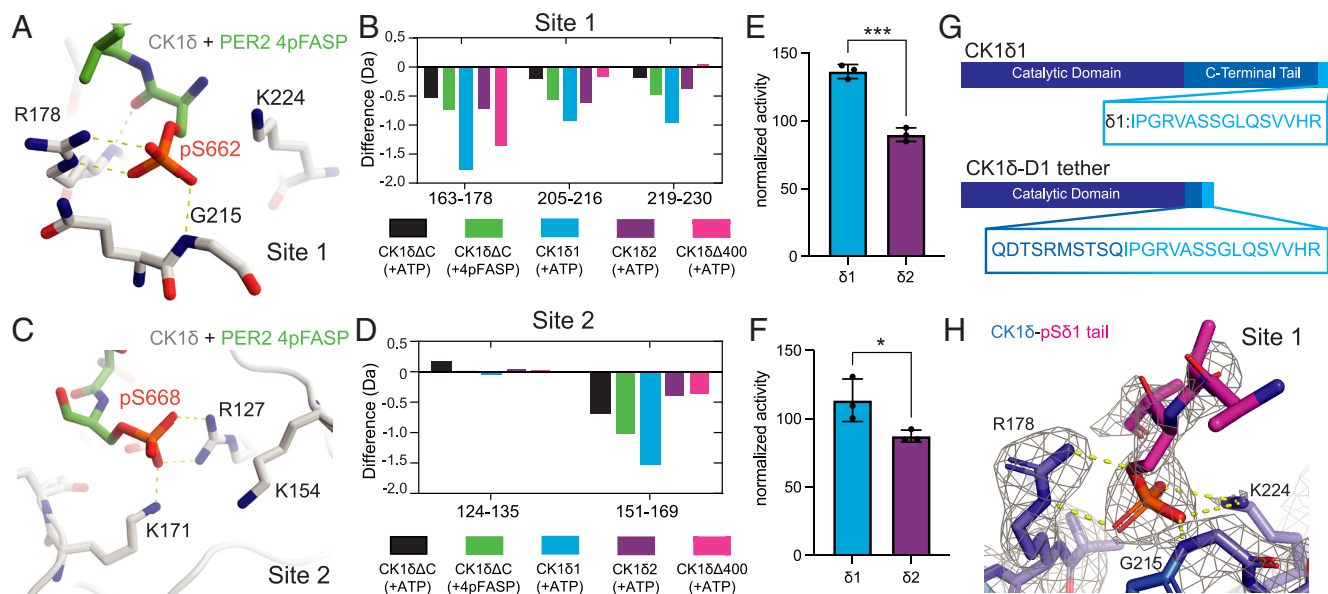 A
CK1δ + PER2 4pFASP
R178
K224
pS662
G215
Site 1
B
Site 1
Difference (Da)
0.5
0
-0.5
-1.0
-1.5
-2.0
163-178
205-216
219-230
CK1δΔC (+ATP)
CK1δΔC (+4pFASP)
CK1δ1 (+ATP)
CK1δ2 (+ATP)
CK1δΔ400 (+ATP)
C
CK1δ + PER2 4pFASP
pS668
R127
K154
K171
Site 2
D
Site 2
Difference (Da)
0.5
0
-0.5
-1.0
-1.5
-2.0
124-135
151-169
CK1δΔC (+ATP)
CK1δΔC (+4pFASP)
CK1δ1 (+ATP)
CK1δ2 (+ATP)
CK1δΔ400 (+ATP)
E
***
normalized activity
150
100
50
0
δ1
δ2
F
*
normalized activity
150
100
50
0
δ1
δ2
G
CK1δ1
Catalytic Domain
C-Terminal Tail
δ1:IPGRVASSGLQSVVHR
CK1δ-D1 tether
Catalytic Domain
QDTSRMSTSQIPGRVASSGLQSVVHR
H
CK1δ-pSδ1 tail
Site 1
R178
K224
G215